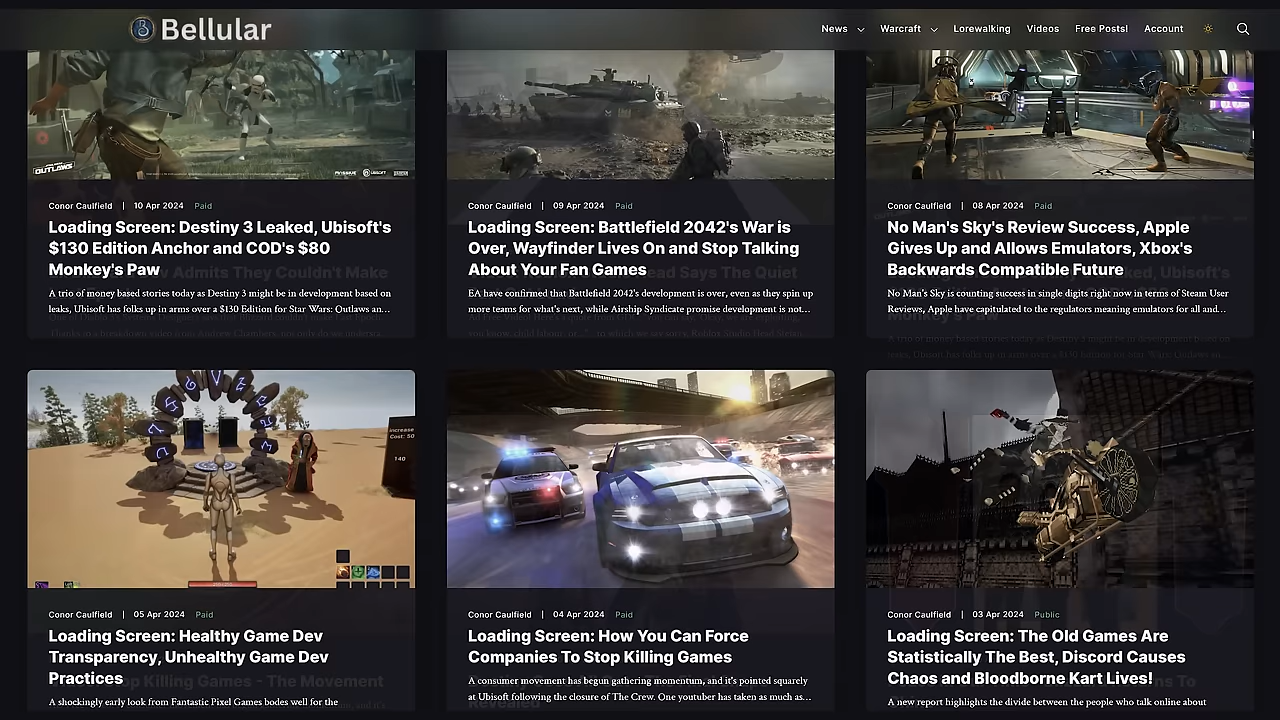 Bellular
News
Warcraft
Lorewalking
Videos
Free Posts!
Account
OUTLAWS
MASSIVE
UBISOFT
Conor Caulfield | 10 Apr 2024 Paid
Loading Screen: Destiny 3 Leaked, Ubisoft's
$130 Edition Anchor and COD's $80
Monkey's Paw
A trio of money based stories today as Destiny 3 might be in development based on
leaks, Ubisoft has folks up in arms over a $130 Edition for Star Wars: Outlaws an...
Conor Caulfield | 09 Apr 2024 Paid
Loading Screen: Battlefield 2042's War is
Over, Wayfinder Lives On and Stop Talking
About Your Fan Games
EA have confirmed that Battlefield 2042's development is over, even as they spin up
more teams for what's next, while Airship Syndicate promise development is not...
Conor Caulfield | 08 Apr 2024 Paid
No Man's Sky's Review Success, Apple
Gives Up and Allows Emulators, Xbox's
Backwards Compatible Future
No Man's Sky is counting success in single digits right now in terms of Steam User
Reviews, Apple have capitulated to the regulators meaning emulators for all and...
increase
Cost: 50
140
Conor Caulfield | 05 Apr 2024 Paid
Loading Screen: Healthy Game Dev
Transparency, Unhealthy Game Dev
Practices
A shockingly early look from Fantastic Pixel Games bodes well for the
Conor Caulfield | 04 Apr 2024 Paid
Loading Screen: How You Can Force
Companies To Stop Killing Games
A consumer movement has begun gathering momentum, and it's pointed squarely
at Ubisoft following the closure of The Crew. One youtuber has taken as much as...
Conor Caulfield | 03 Apr 2024 Public
Loading Screen: The Old Games Are
Statistically The Best, Discord Causes
Chaos and Bloodborne Kart Lives!
A new report highlights the divide between the people who talk online about